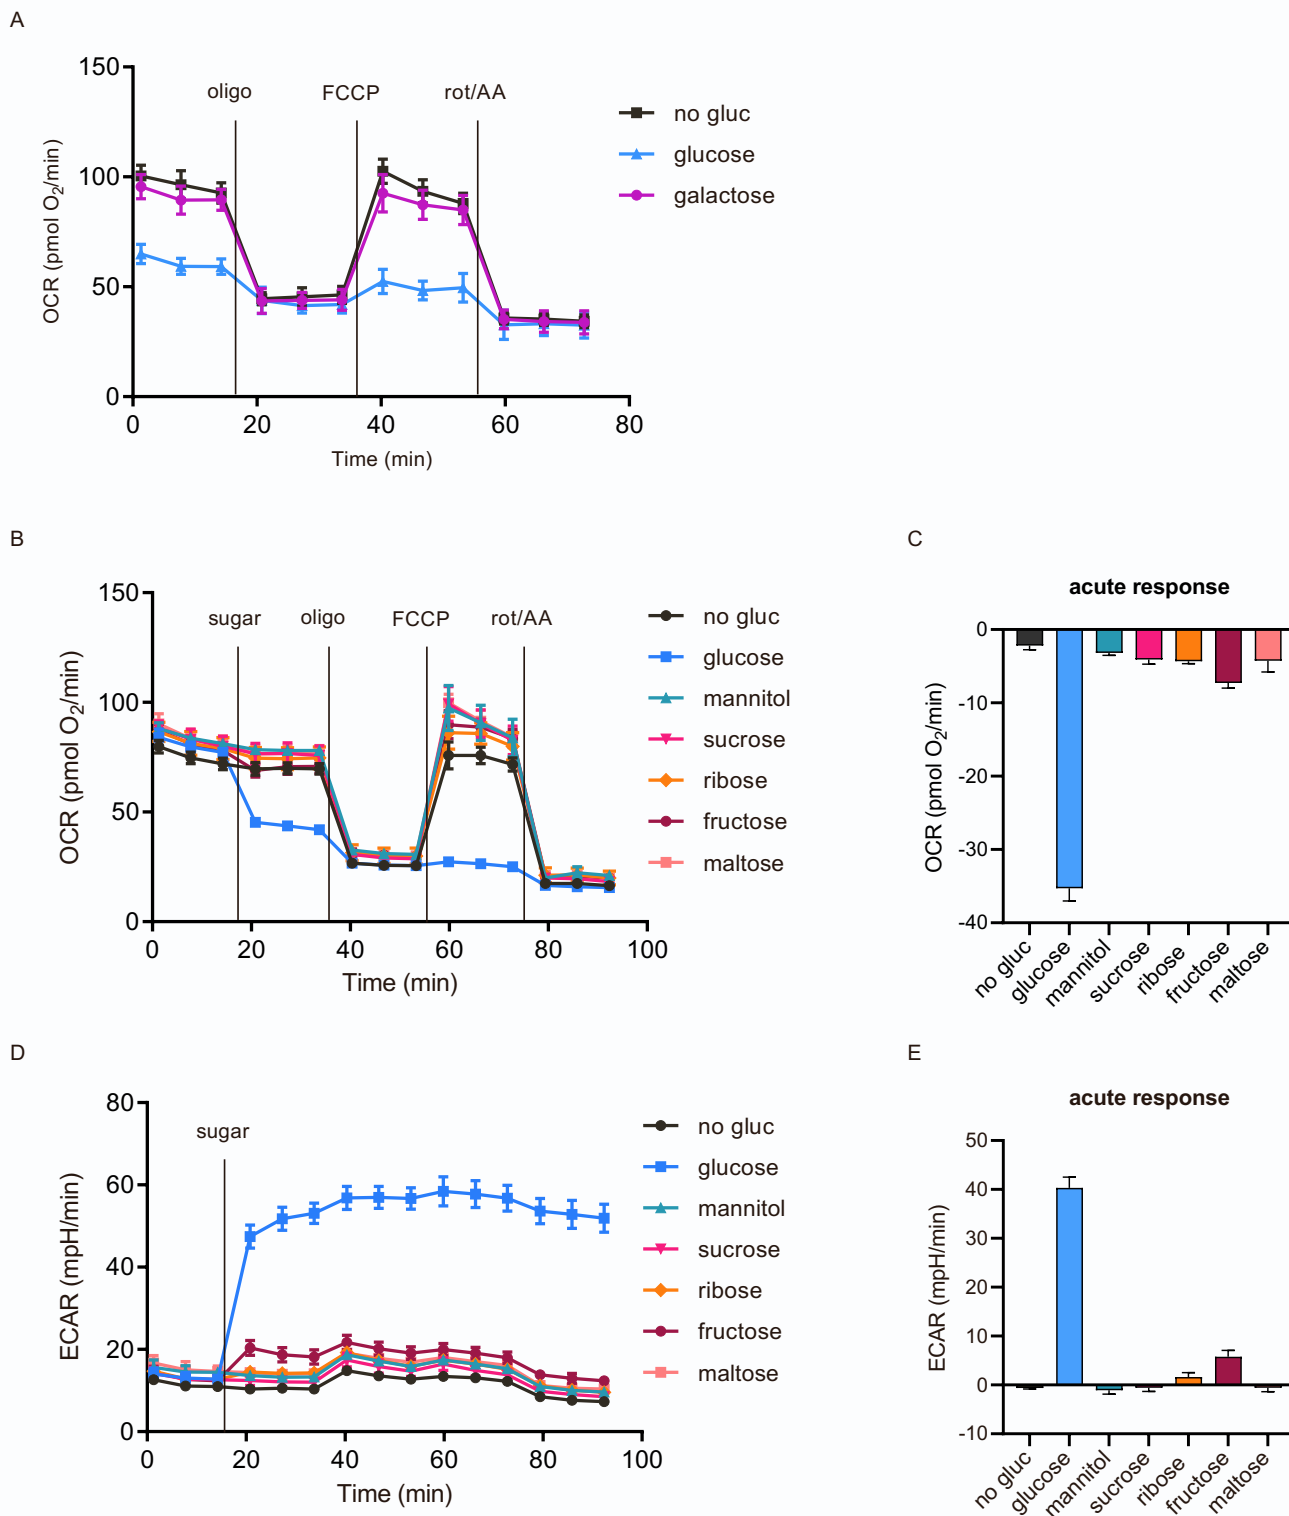 A
150
100
50
0
OCR (pmol O2/min)
oligo
FCCP
rot/AA
0 20 40 60 80
Time (min)
no gluc
glucose
galactose
B
150
100
50
0
OCR (pmol O2/min)
sugar
oligo
FCCP
rot/AA
0 20 40 60 80 100
Time (min)
no gluc
glucose
mannitol
sucrose
ribose
fructose
maltose
C
acute response
0
-10
-20
-30
-40
OCR (pmol O2/min)
no gluc
glucose
mannitol
sucrose
ribose
fructose
maltose
D
80
60
40
20
0
ECAR (mpH/min)
sugar
0 20 40 60 80 100
Time (min)
no gluc
glucose
mannitol
sucrose
ribose
fructose
maltose
E
acute response
50
40
30
20
10
0
-10
ECAR (mpH/min)
no gluc
glucose
mannitol
sucrose
ribose
fructose
maltose